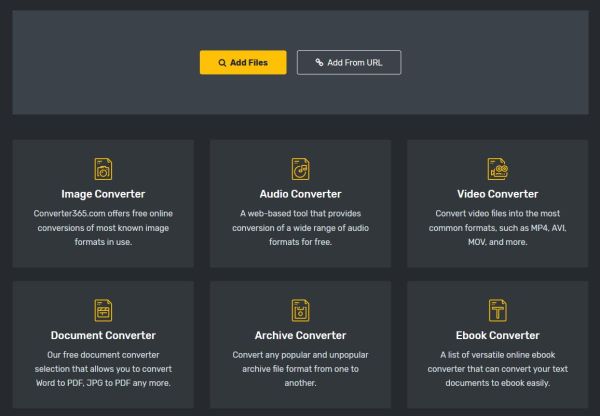 Add Files
Add From URL
Image Converter
Converter365.com offers free online
conversions of most known image
formats in use.
Audio Converter
A web-based tool that provides
conversion of a wide range of audio
formats for free.
Video Converter
Convert video files into the most
common formats, such as MP4, AVI,
MOV, and more.
Document Converter
Our free document converter
selection that allows you to convert
Word to PDF, JPG to PDF any more.
Archive Converter
Convert any popular and unpopular
archive file format from one to
another.
Ebook Converter
A list of versatile online ebook
converter that can convert your text
documents to ebook easily.